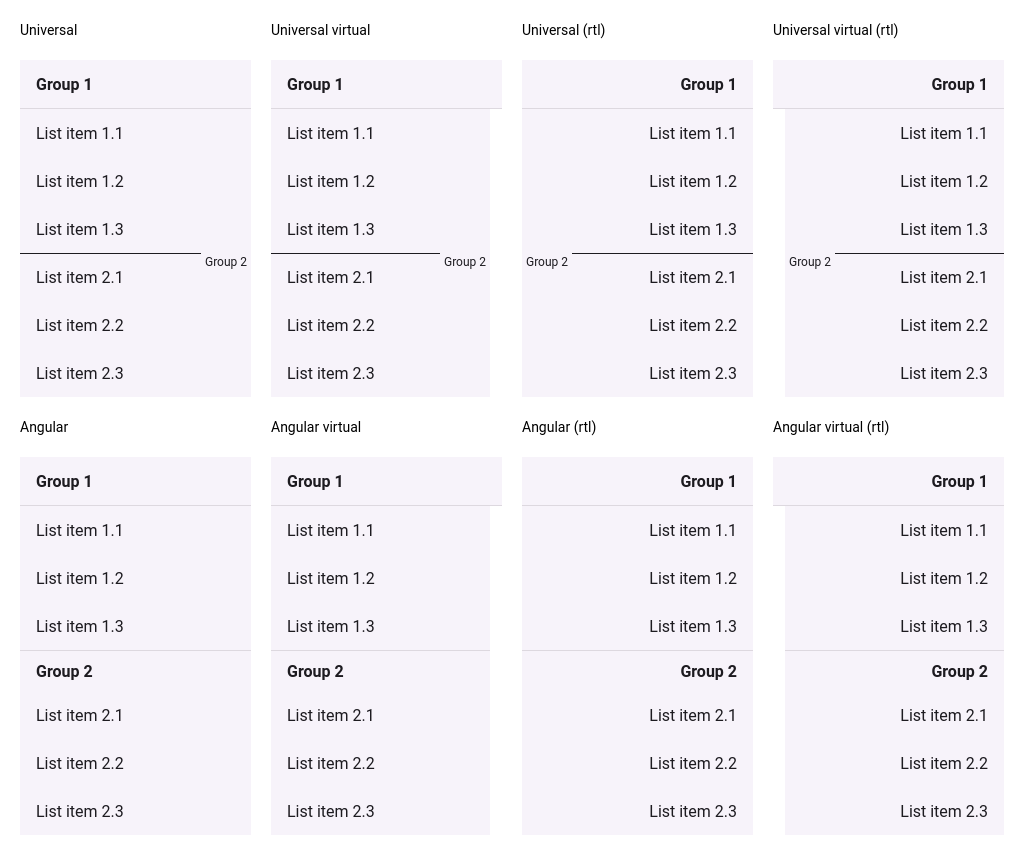 Universal
Group 1
List item 1.1
List item 1.2
List item 1.3
Group 2
List item 2.1
List item 2.2
List item 2.3
Universal virtual
Group 1
List item 1.1
List item 1.2
List item 1.3
Group 2
List item 2.1
List item 2.2
List item 2.3
Universal (rtl)
Group 1
List item 1.1
List item 1.2
List item 1.3
Group 2
List item 2.1
List item 2.2
List item 2.3
Universal virtual (rtl)
Group 1
List item 1.1
List item 1.2
List item 1.3
Group 2
List item 2.1
List item 2.2
List item 2.3
Angular
Group 1
List item 1.1
List item 1.2
List item 1.3
Group 2
List item 2.1
List item 2.2
List item 2.3
Angular virtual
Group 1
List item 1.1
List item 1.2
List item 1.3
Group 2
List item 2.1
List item 2.2
List item 2.3
Angular (rtl)
Group 1
List item 1.1
List item 1.2
List item 1.3
Group 2
List item 2.1
List item 2.2
List item 2.3
Angular virtual (rtl)
Group 1
List item 1.1
List item 1.2
List item 1.3
Group 2
List item 2.1
List item 2.2
List item 2.3